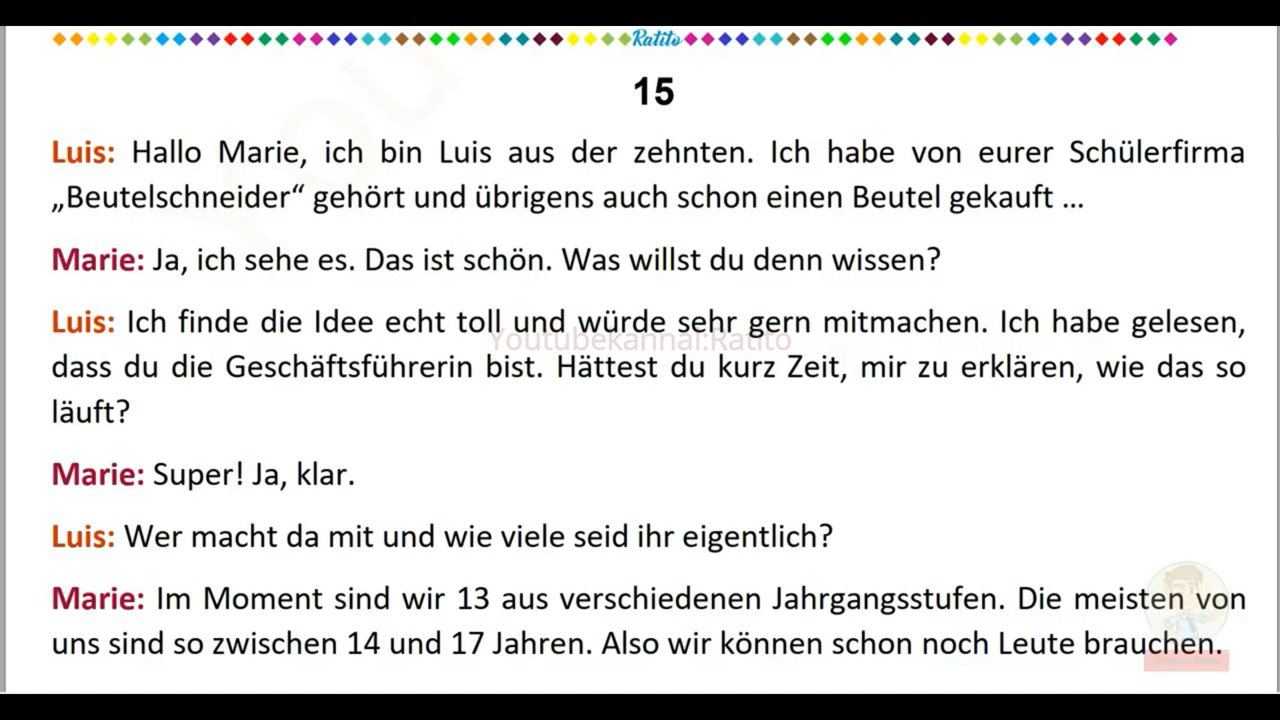 Ratito
15
Luis: Hallo Marie, ich bin Luis aus der zehnten. Ich habe von eurer Schülerfirma
„Beutelschneider“ gehört und übrigens auch schon einen Beutel gekauft ...
Marie: Ja, ich sehe es. Das ist schön. Was willst du denn wissen?
Luis: Ich finde die Idee echt toll und würde sehr gern mitmachen. Ich habe gelesen,
Youtubekannal:Ratito
dass du die Geschäftsführerin bist. Hättest du kurz Zeit, mir zu erklären, wie das so
läuft?
Marie: Super! Ja, klar.
Luis: Wer macht da mit und wie viele seid ihr eigentlich?
Marie: Im Moment sind wir 13 aus verschiedenen Jahrgangsstufen. Die meisten von
uns sind so zwischen 14 und 17 Jahren. Also wir können schon noch Leute brauchen.